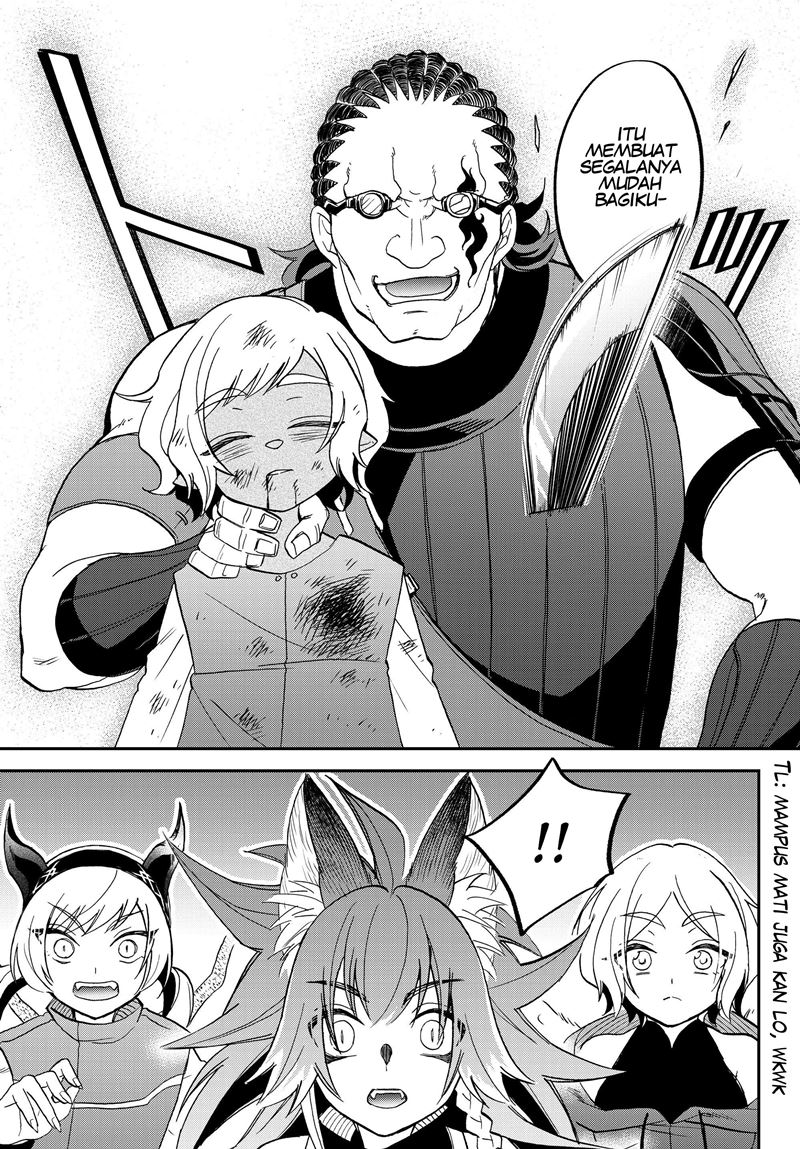 ITU
MEMBUAT
SEGALANYA
MUDAH
BAGIKU-
!!
TL: MAMPUS MATI JUGA KAN LO, WKWK